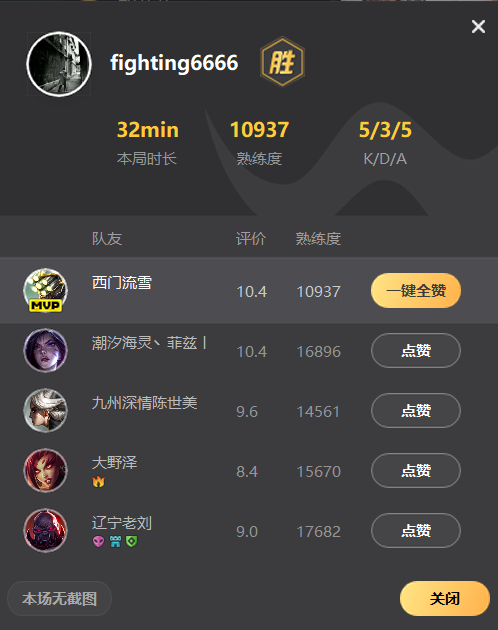 fighting6666 胜
32min 10937 5/3/5
本局时长 熟练度 K/D/A
队友 评价 熟练度
西门流雪 10.4 10937 一键全赞
MVP
潮汐海灵丶菲兹丨 10.4 16896 点赞
九州深情陈世美 9.6 14561 点赞
大野泽 8.4 15670 点赞
辽宁老刘 9.0 17682 点赞
本场无截图 关闭